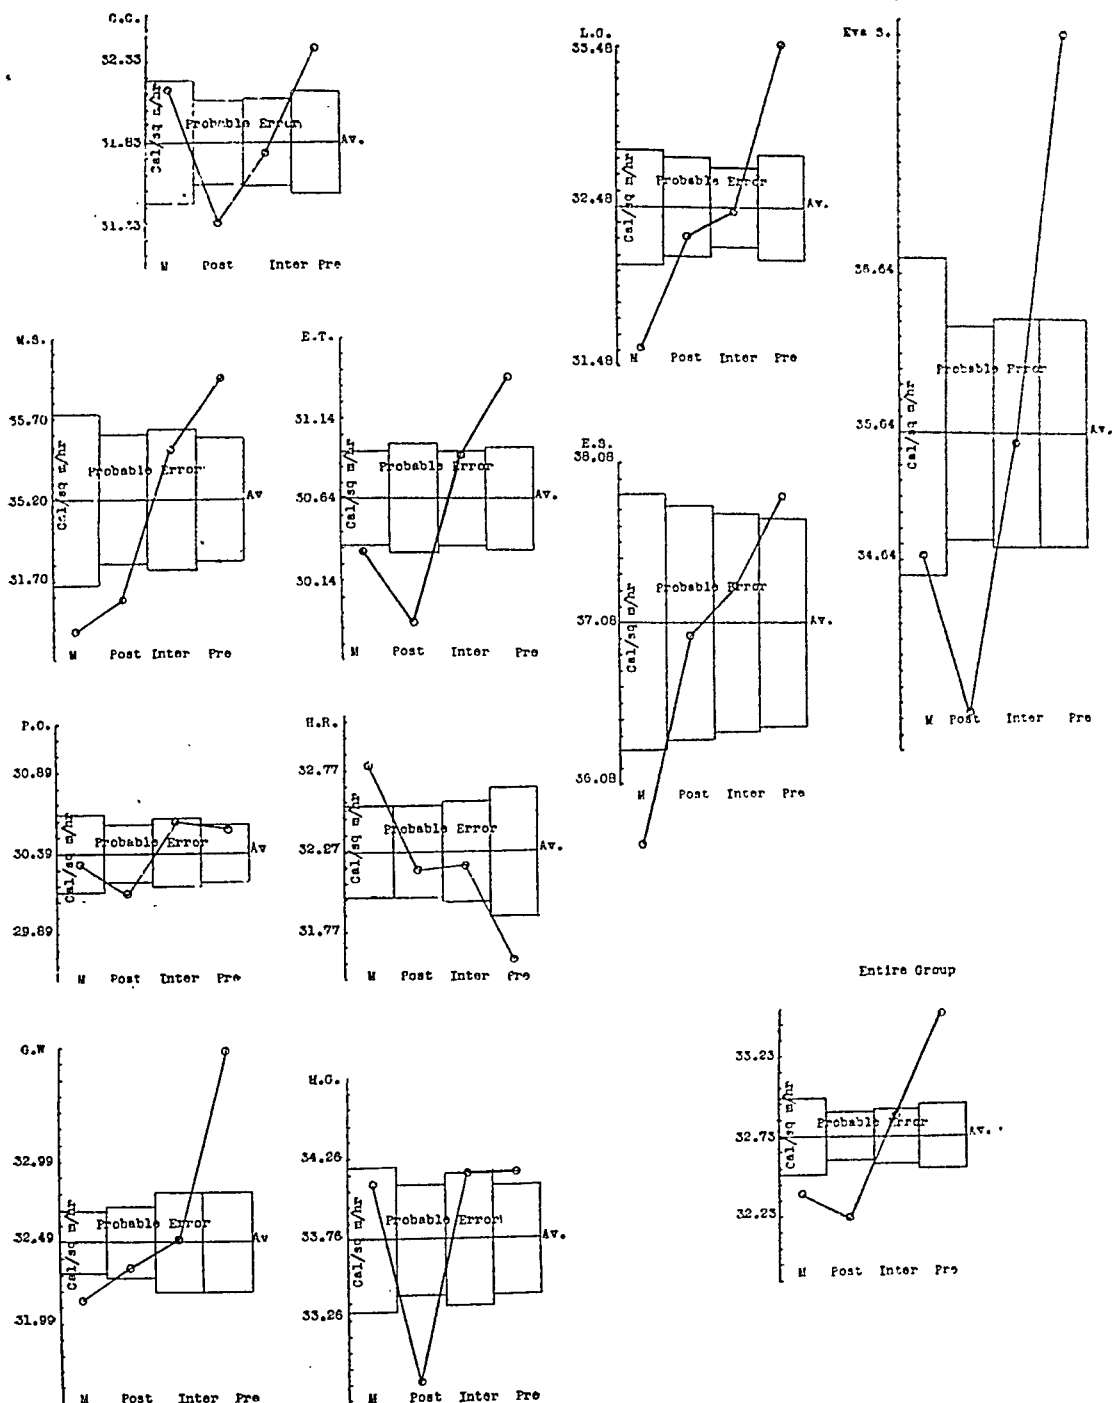 C.C.
32.33
Cal/sq m/hr
Probable Error
31.83
Av.
31.33
M Post Inter Pre
L.C.
33.48
Cal/sq m/hr
Probable Error
32.48
Av.
31.48
M Post Inter Pre
Eva S.
36.64
Cal/sq m/hr
Probable Error
35.64
Av.
34.64
M Post Inter Pre
M.S.
35.70
Cal/sq m/hr
Probable Error
35.20
Av
31.70
M Post Inter Pre
E.T.
31.14
Cal/sq m/hr
Probable Error
30.64
Av.
30.14
M Post Inter Pre
E.S.
38.08
Cal/sq m/hr
Probable Error
37.08
Av.
36.08
M Post Inter Pre
P.O.
30.89
Cal/sq m/hr
Probable Error
30.39
Av
29.89
M Post Inter Pre
H.R.
32.77
Cal/sq m/hr
Probable Error
32.27
Av.
31.77
M Post Inter Pre
G.W
32.99
Cal/sq m/hr
Probable Error
32.49
Av
31.99
M Post Inter Pre
M.G.
34.26
Cal/sq m/hr
Probable Error
33.76
Av.
33.26
M Post Inter Pre
Entire Group
33.23
Cal/sq m/hr
Probable Error
32.73
Av.
32.23
M Post Inter Pre